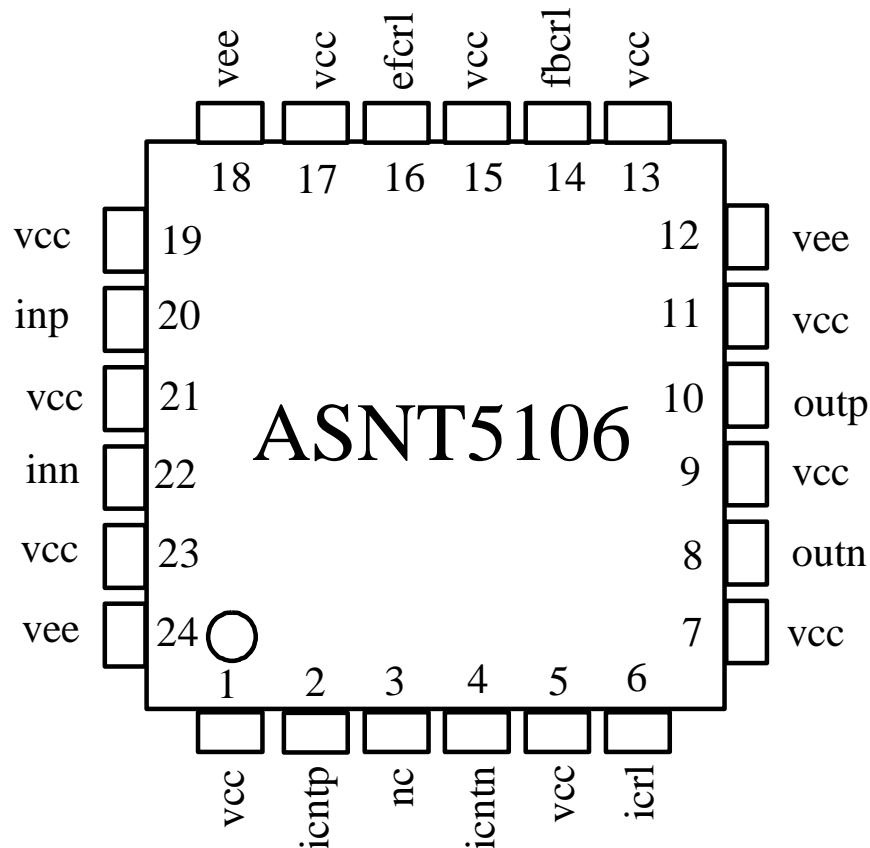 vee vcc efcrl vcc fbcrl vcc
18 17 16 15 14 13
vcc 19 12 vee
inp 20 11 vcc
vcc 21 10 outp
ASNT5106
inn 22 9 vcc
vcc 23 8 outn
vee 24 7 vcc
1 2 3 4 5 6
vcc icntp nc icntn vcc icrl